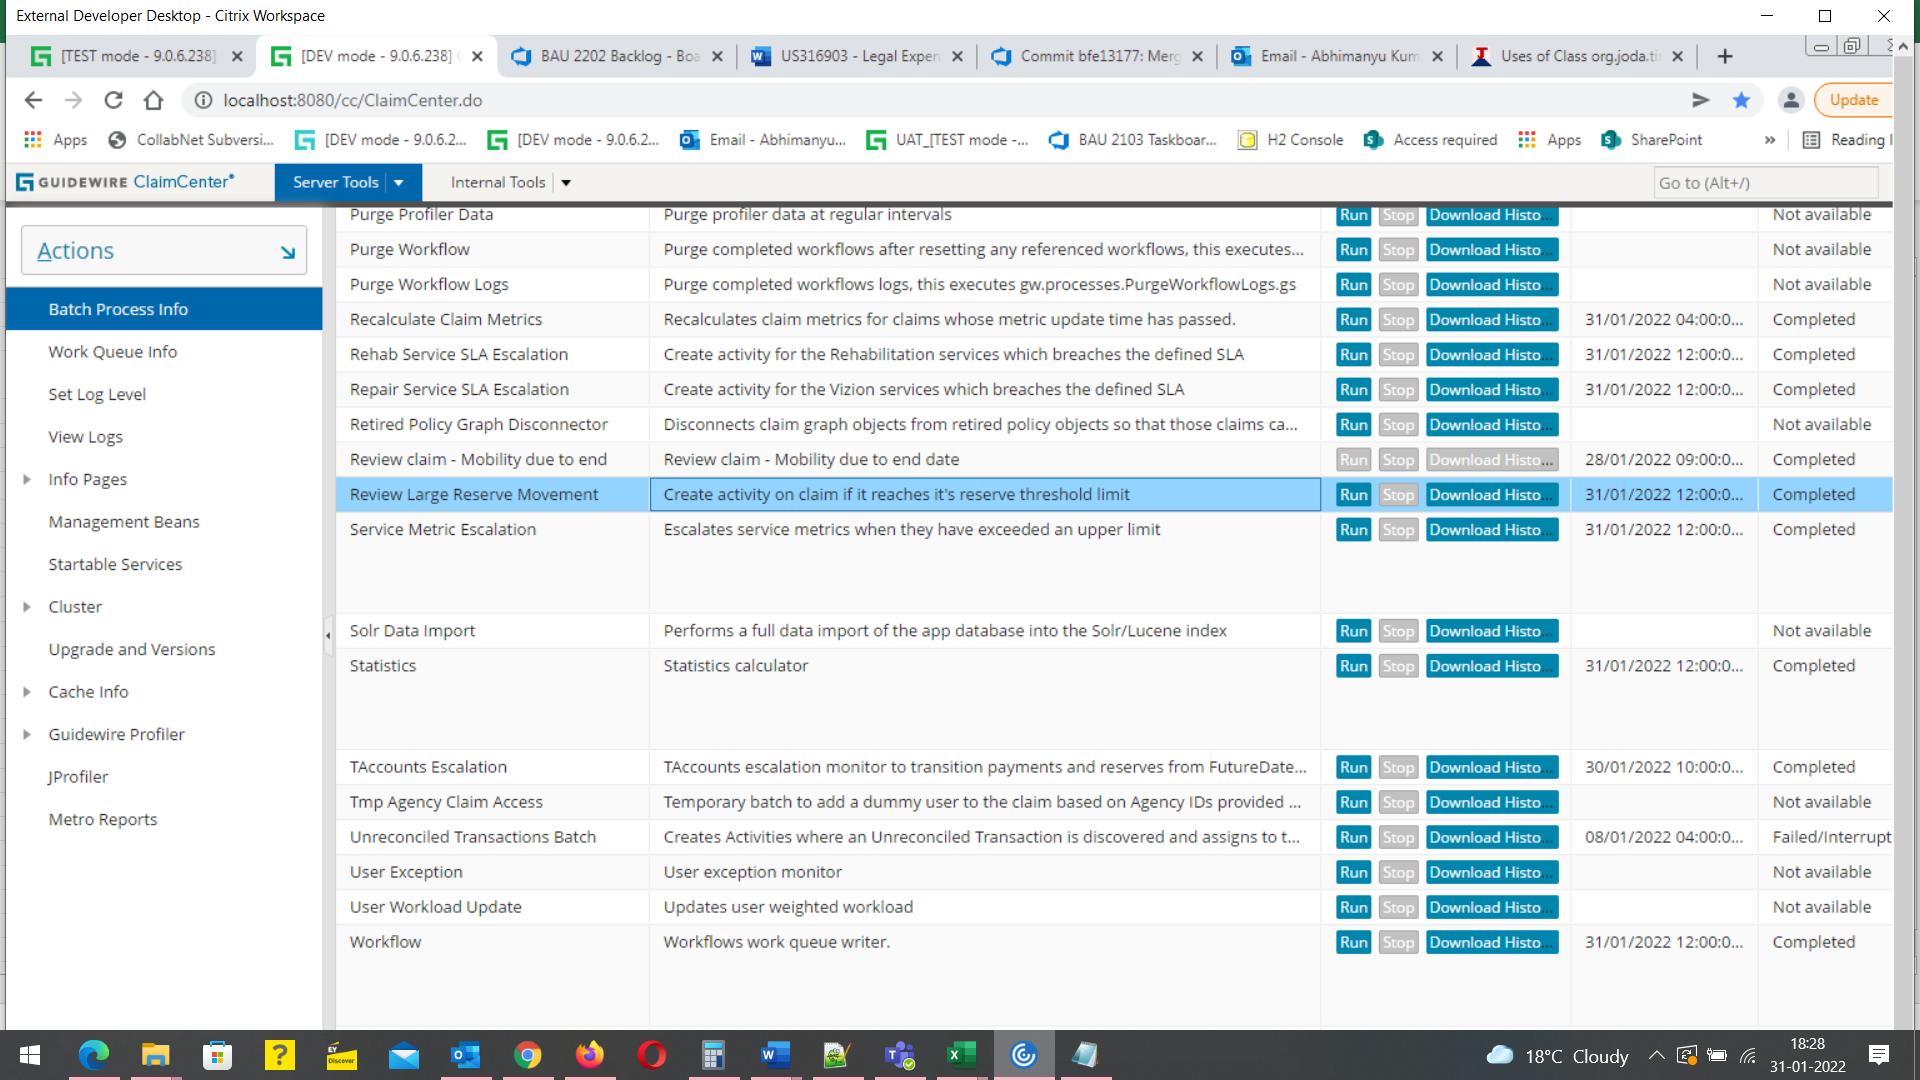 External Developer Desktop - Citrix Workspace
[TEST mode - 9.0.6.238] [DEV mode - 9.0.6.238] BAU 2202 Backlog - Boa US316903 - Legal Exper Commit bfe13177: Merg Email - Abhimanyu Kum Uses of Class org.joda.ti
localhost:8080/cc/ClaimCenter.do Update
Apps CollabNet Subversi... [DEV mode - 9.0.6.2... [DEV mode - 9.0.6.2... Email - Abhimanyu... UAT_[TEST mode -... BAU 2103 Taskboar... H2 Console Access required Apps SharePoint » Reading l
GUIDEWIRE ClaimCenter Server Tools Internal Tools Go to (Alt+/)
Actions
Batch Process Info
Work Queue Info
Set Log Level
View Logs
Info Pages
Management Beans
Startable Services
Cluster
Upgrade and Versions
Cache Info
Guidewire Profiler
JProfiler
Metro Reports
Purge Profiler Data Purge profiler data at regular intervals Run Stop Download Histo... Not available
Purge Workflow Purge completed workflows after resetting any referenced workflows, this executes... Run Stop Download Histo... Not available
Purge Workflow Logs Purge completed workflows logs, this executes gw.processes.PurgeWorkflowLogs.gs Run Stop Download Histo... Not available
Recalculate Claim Metrics Recalculates claim metrics for claims whose metric update time has passed. Run Stop Download Histo... 31/01/2022 04:00:0... Completed
Rehab Service SLA Escalation Create activity for the Rehabilitation services which breaches the defined SLA Run Stop Download Histo... 31/01/2022 12:00:0... Completed
Repair Service SLA Escalation Create activity for the Vizion services which breaches the defined SLA Run Stop Download Histo... 31/01/2022 12:00:0... Completed
Retired Policy Graph Disconnector Disconnects claim graph objects from retired policy objects so that those claims ca... Run Stop Download Histo... Not available
Review claim - Mobility due to end Review claim - Mobility due to end date Run Stop Download Histo... 28/01/2022 09:00:0... Completed
Review Large Reserve Movement Create activity on claim if it reaches it's reserve threshold limit Run Stop Download Histo... 31/01/2022 12:00:0... Completed
Service Metric Escalation Escalates service metrics when they have exceeded an upper limit Run Stop Download Histo... 31/01/2022 12:00:0... Completed
Solr Data Import Performs a full data import of the app database into the Solr/Lucene index Run Stop Download Histo... Not available
Statistics Statistics calculator Run Stop Download Histo... 31/01/2022 12:00:0... Completed
TAccounts Escalation TAccounts escalation monitor to transition payments and reserves from FutureDate... Run Stop Download Histo... 30/01/2022 10:00:0... Completed
Tmp Agency Claim Access Temporary batch to add a dummy user to the claim based on Agency IDs provided ... Run Stop Download Histo... Not available
Unreconciled Transactions Batch Creates Activities where an Unreconciled Transaction is discovered and assigns to t... Run Stop Download Histo... 08/01/2022 04:00:0... Failed/Interrupt
User Exception User exception monitor Run Stop Download Histo... Not available
User Workload Update Updates user weighted workload Run Stop Download Histo... Not available
Workflow Workflows work queue writer. Run Stop Download Histo... 31/01/2022 12:00:0... Completed
EY Discover
18°C Cloudy
18:28
31-01-2022